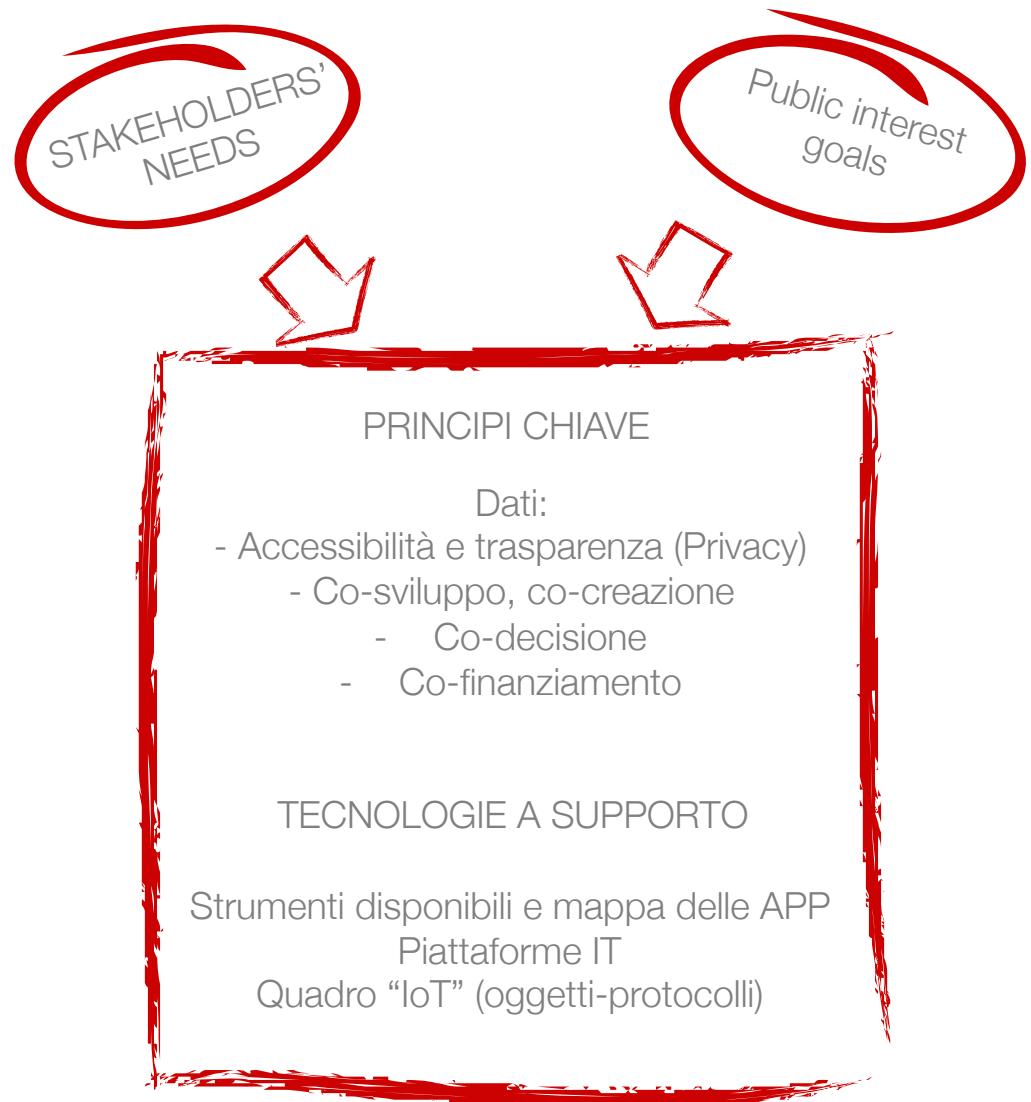 STAKEHOLDERS’
NEEDS
Public interest
goals
PRINCIPI CHIAVE
Dati:
- Accessibilità e trasparenza (Privacy)
- Co-sviluppo, co-creazione
- Co-decisione
- Co-finanziamento
TECNOLOGIE A SUPPORTO
Strumenti disponibili e mappa delle APP
Piattaforme IT
Quadro “IoT” (oggetti-protocolli)